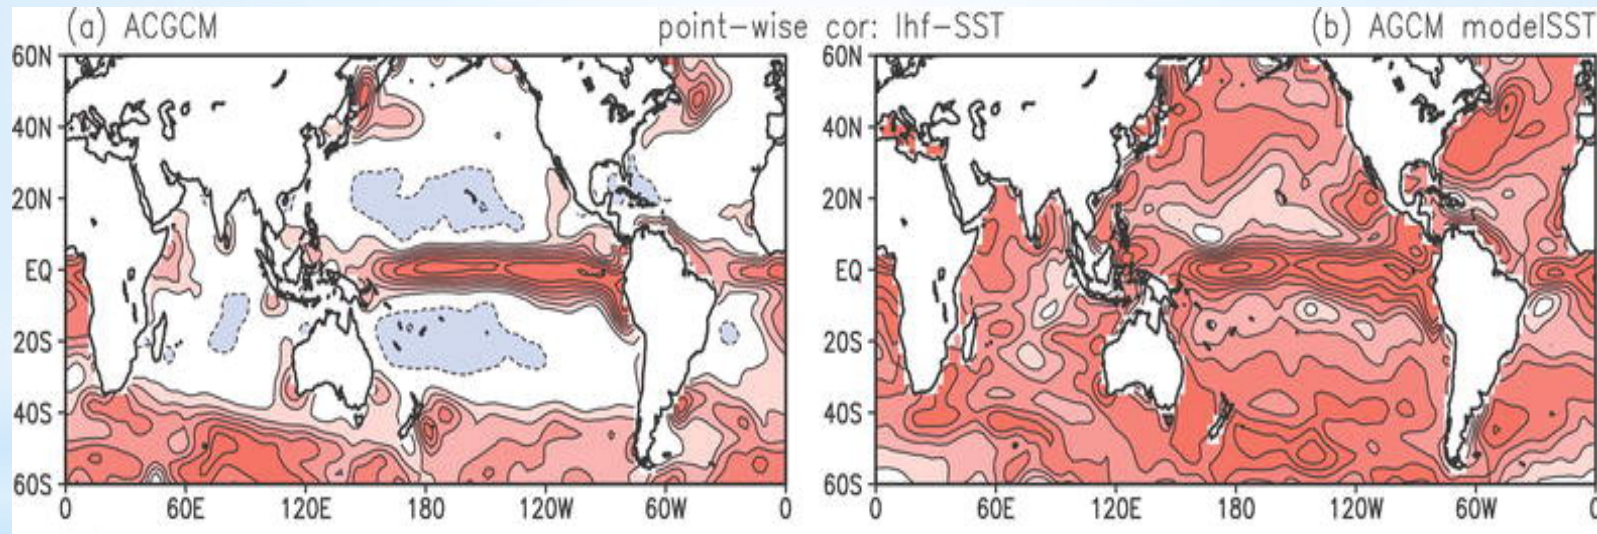 (a) ACGCM point-wise cor: lhf-SST (b) AGCM modelSST
60N 60N
40N 40N
20N 20N
EQ EQ
20S 20S
40S 40S
60S 60S
0 60E 120E 180 120W 60W 0 0 60E 120E 180 120W 60W 0